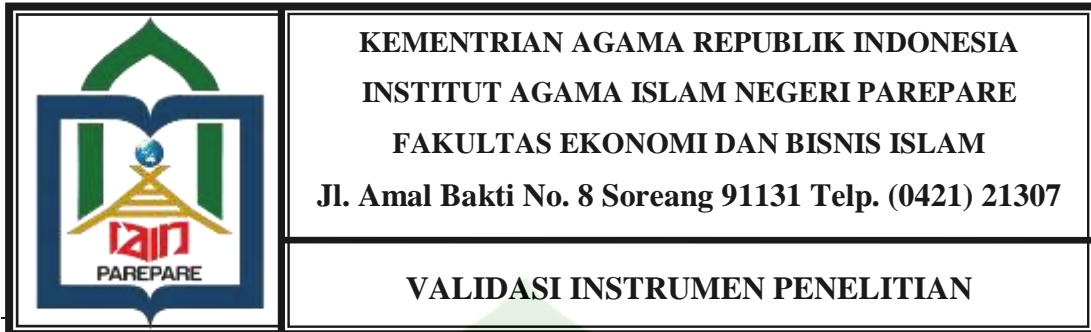 iain
PAREPARE
KEMENTRIAN AGAMA REPUBLIK INDONESIA
INSTITUT AGAMA ISLAM NEGERI PAREPARE
FAKULTAS EKONOMI DAN BISNIS ISLAM
Jl. Amal Bakti No. 8 Soreang 91131 Telp. (0421) 21307
VALIDASI INSTRUMEN PENELITIAN